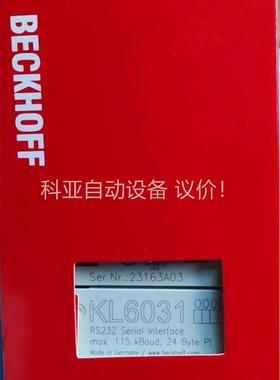 BECKHOFF
科亚自动设备 议价！
Ser.Nr.:23163A03
KL6031
RS232 Serial Interface
max. 115 kBaud, 24 Byte PI
Made in Germany / beckhoff.com